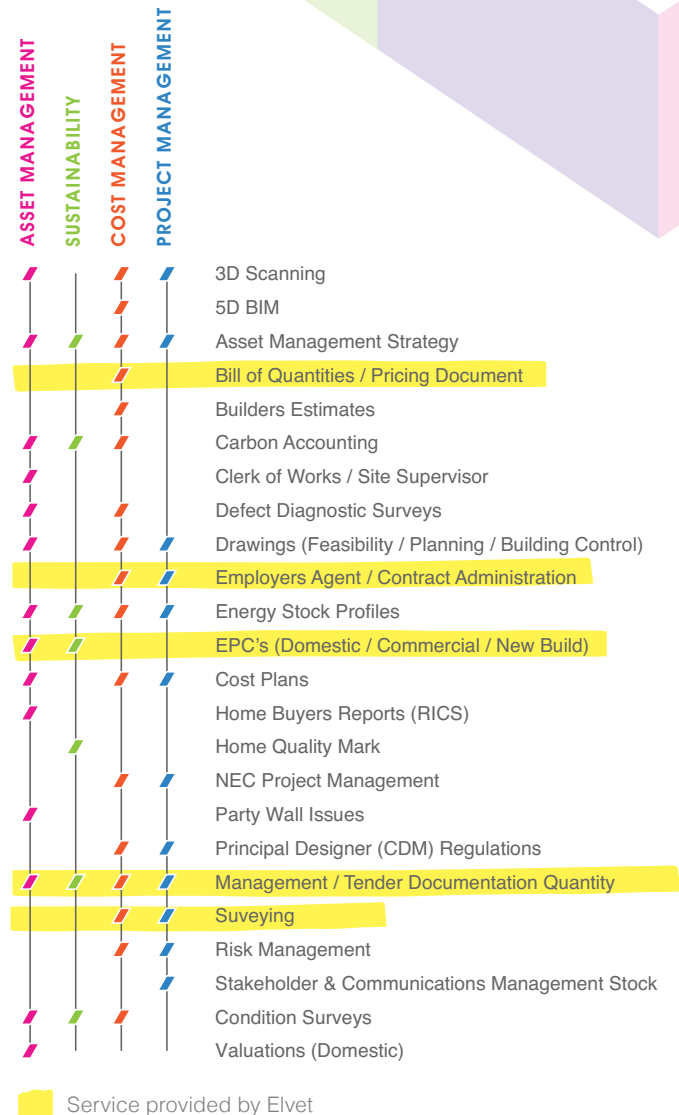 ASSET MANAGEMENT
SUSTAINABILITY
COST MANAGEMENT
PROJECT MANAGEMENT
3D Scanning
5D BIM
Asset Management Strategy
Bill of Quantities / Pricing Document
Builders Estimates
Carbon Accounting
Clerk of Works / Site Supervisor
Defect Diagnostic Surveys
Drawings (Feasibility / Planning / Building Control)
Employers Agent / Contract Administration
Energy Stock Profiles
EPC's (Domestic / Commercial / New Build)
Cost Plans
Home Buyers Reports (RICS)
Home Quality Mark
NEC Project Management
Party Wall Issues
Principal Designer (CDM) Regulations
Management / Tender Documentation Quantity
Suveying
Risk Management
Stakeholder & Communications Management Stock
Condition Surveys
Valuations (Domestic)
Service provided by Elvet